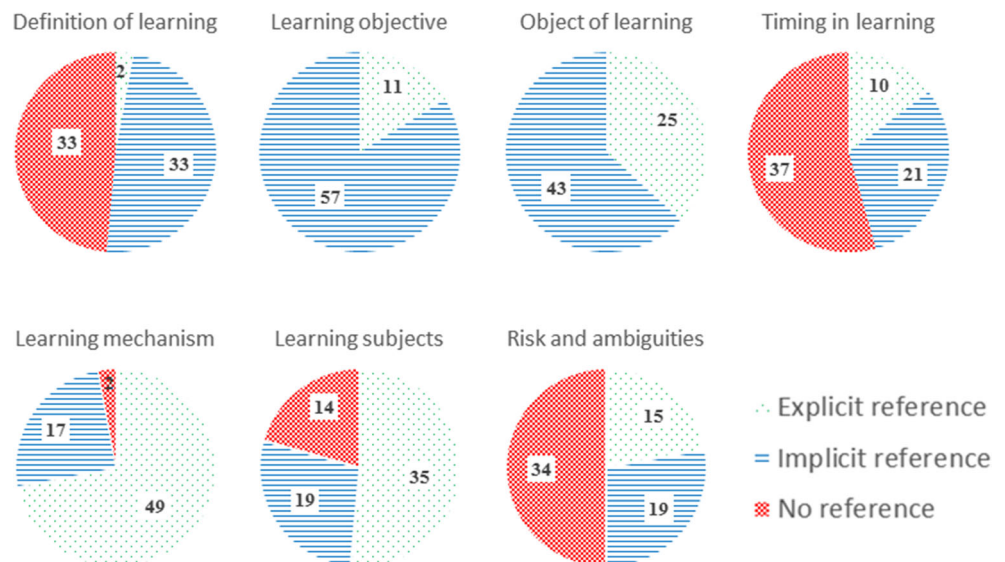 Definition of learning
Learning objective
Object of learning
Timing in learning
2
33
33
11
57
25
43
10
21
37
Learning mechanism
Learning subjects
Risk and ambiguities
2
17
49
14
19
35
15
34
19
Explicit reference
Implicit reference
No reference